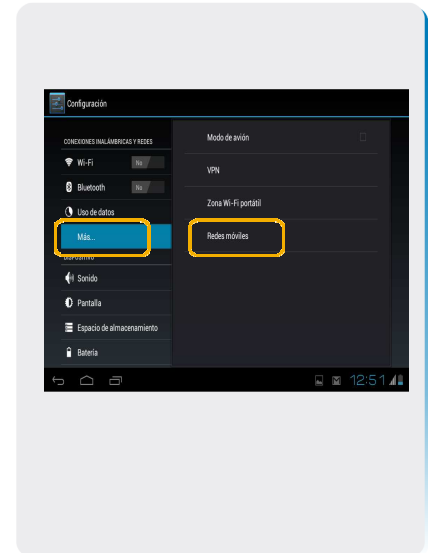 Configuración
CONEXIONES INALÁMBRICAS Y REDES
Wi-Fi
No
Bluetooth
No
Uso de datos
Más...
DISPOSITIVO
Sonido
Pantalla
Espacio de almacenamiento
Batería
Modo de avión
VPN
Zona Wi-Fi portátil
Redes móviles
12:51